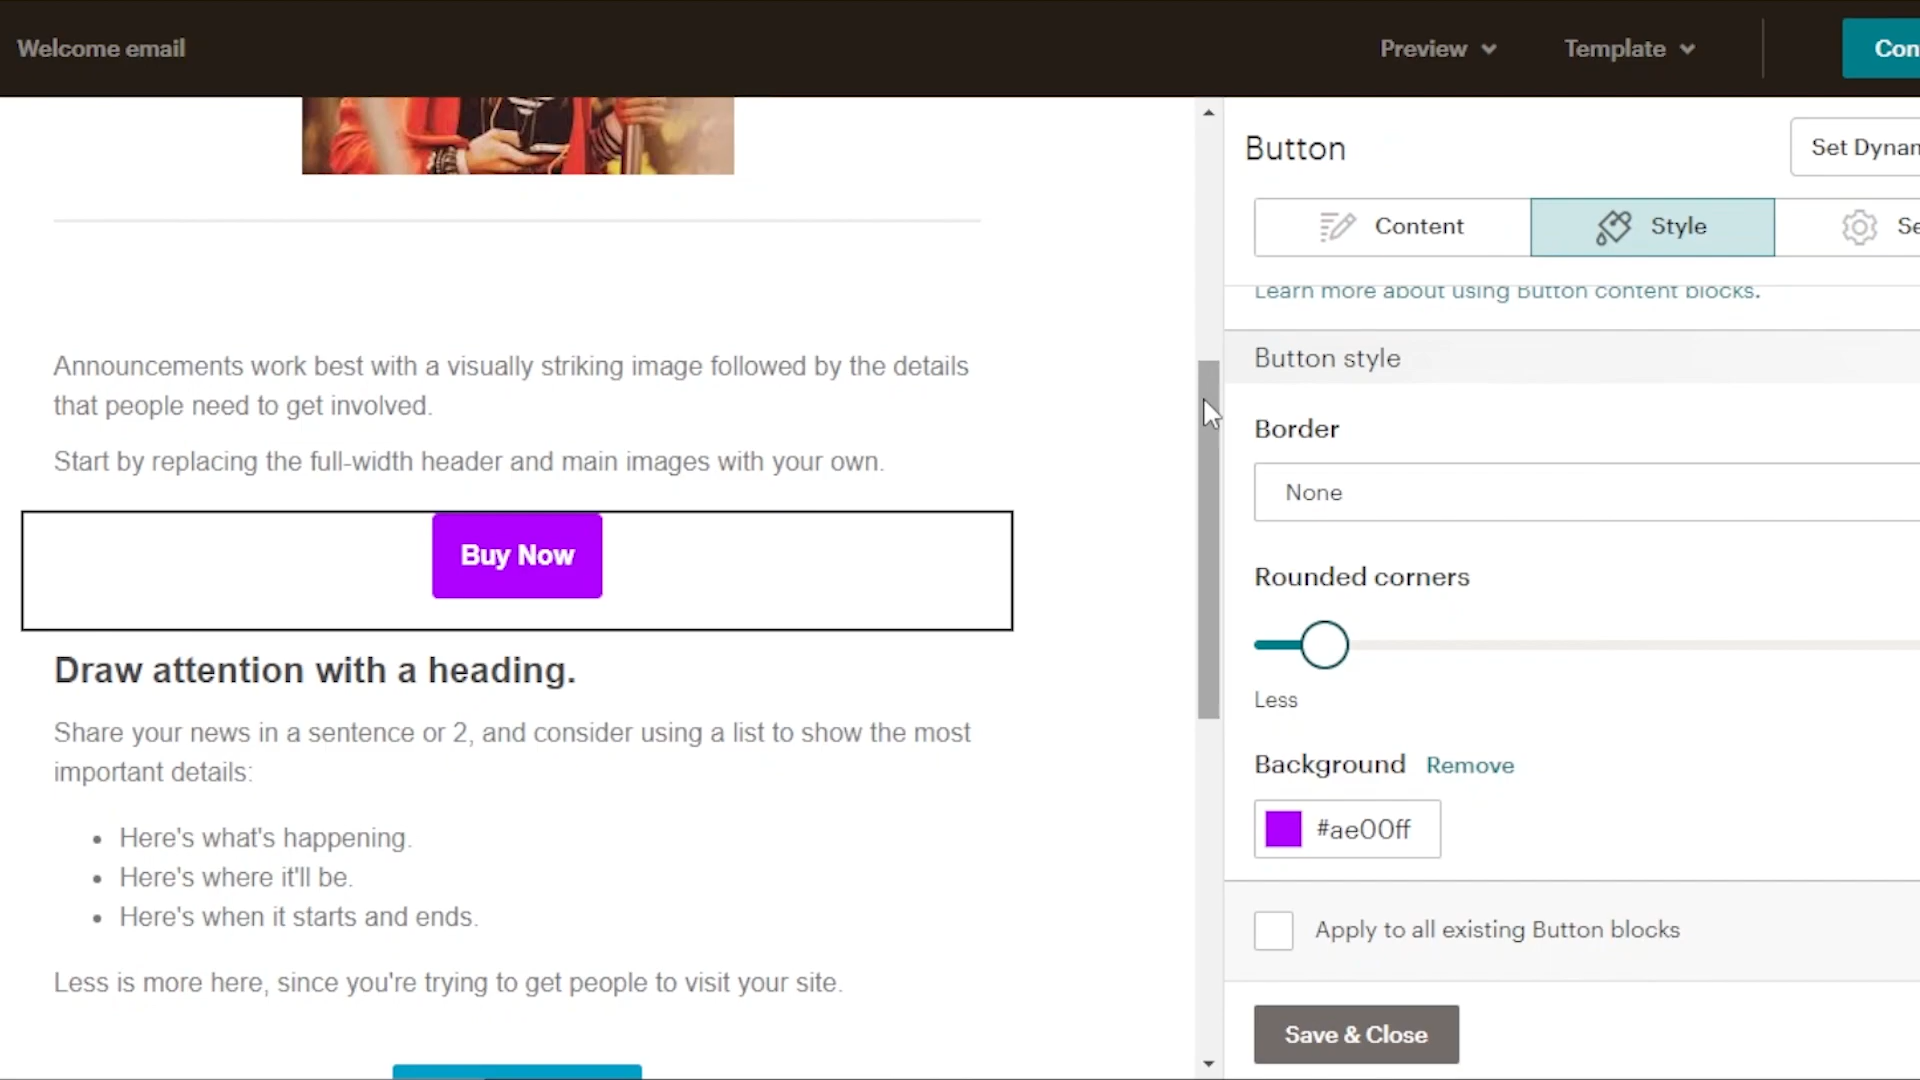 Welcome email
Preview
Template
Con
Button
Set Dynam
Content
Style
Se
Learn more about using Button content blocks.
Announcements work best with a visually striking image followed by the details
that people need to get involved.
Start by replacing the full-width header and main images with your own.
Buy Now
Draw attention with a heading.
Share your news in a sentence or 2, and consider using a list to show the most
important details:
• Here's what's happening.
• Here's where it'll be.
• Here's when it starts and ends.
Less is more here, since you're trying to get people to visit your site.
Button style
Border
None
Rounded corners
Less
Background Remove
#ae00ff
Apply to all existing Button blocks
Save & Close